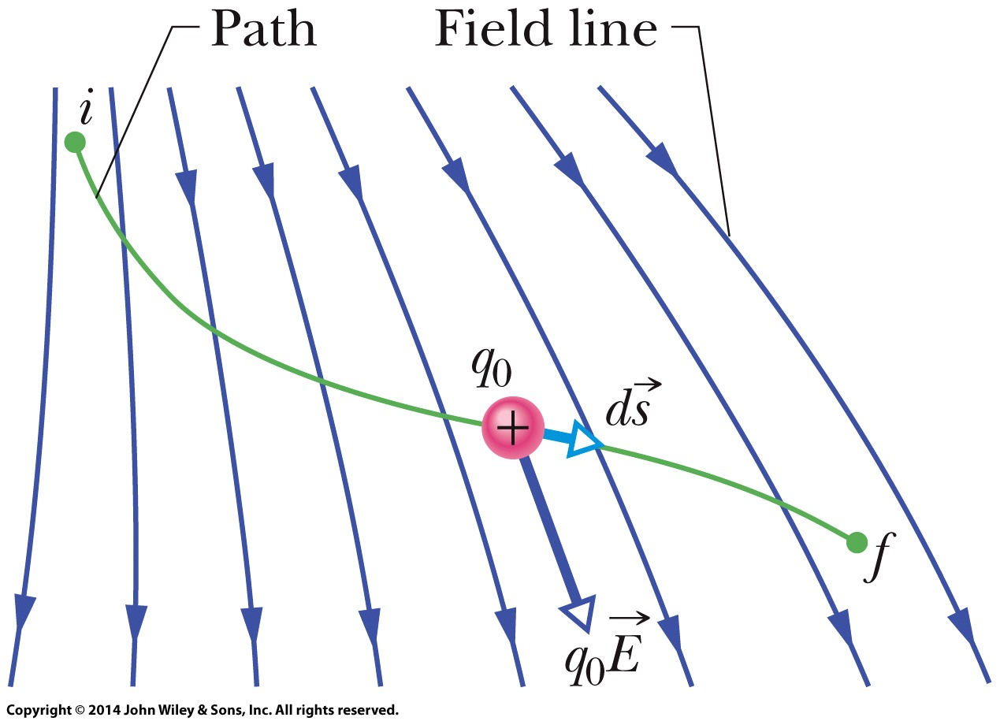 Path
Field line
i
q₀
+
ds⃗
f
q₀E⃗
Copyright © 2014 John Wiley & Sons, Inc. All rights reserved.